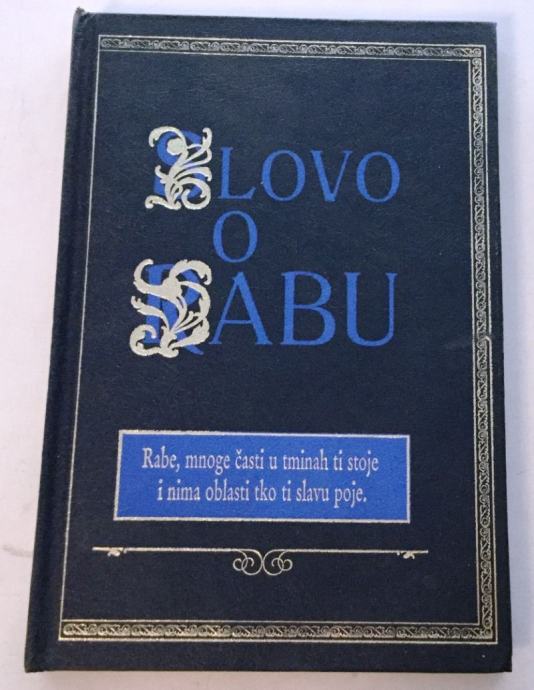 SLOVO
O
RABU
Rabe, mnoge časti u tminah ti stoje
i nima oblasti tko ti slavu poje.